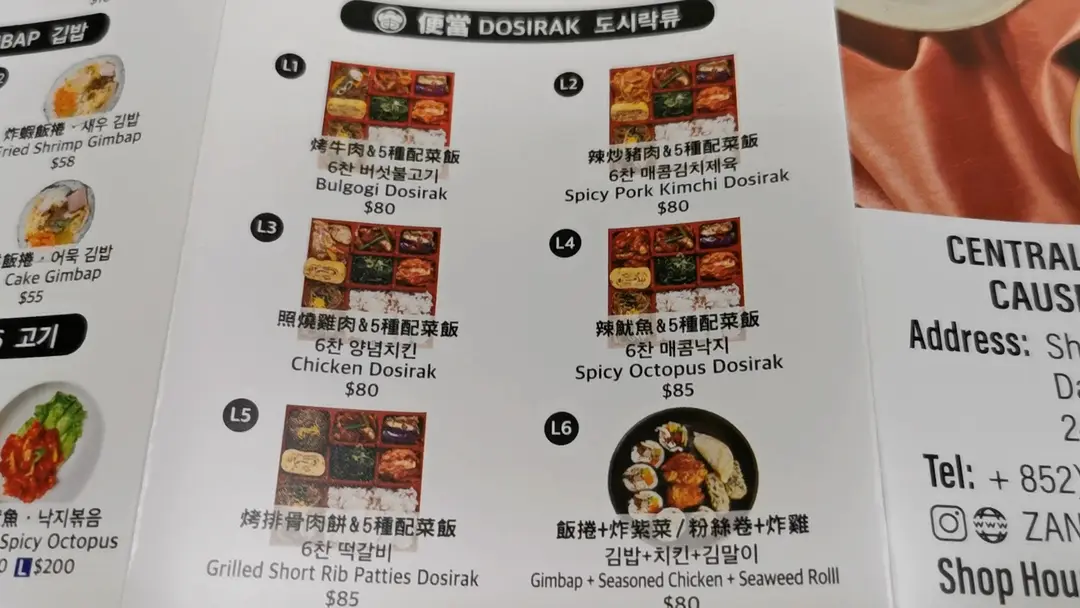 BAP 김밥
炸蝦飯捲・새우 김밥
Fried Shrimp Gimbap
$58
飯捲・어묵 김밥
Cake Gimbap
$55
고기
魚・낙지볶음
Spicy Octopus
0 L $200
便當 DOSIRAK 도시락류
L1
烤牛肉&5種配菜飯
6찬 버섯불고기
Bulgogi Dosirak
$80
L2
辣炒豬肉&5種配菜飯
6찬 매콤김치제육
Spicy Pork Kimchi Dosirak
$80
L3
照燒雞肉&5種配菜飯
6찬 양념치킨
Chicken Dosirak
$80
L4
辣魷魚&5種配菜飯
6찬 매콤낙지
Spicy Octopus Dosirak
$85
L5
烤排骨肉餅&5種配菜飯
6찬 떡갈비
Grilled Short Rib Patties Dosirak
$85
L6
飯捲+炸紫菜/粉絲卷+炸雞
김밥+치킨+김말이
Gimbap + Seasoned Chicken + Seaweed Rolll
$80
CENTRAL
CAUS
Address: Sh
Da
2
Tel: + 852
ZAN
Shop Hou